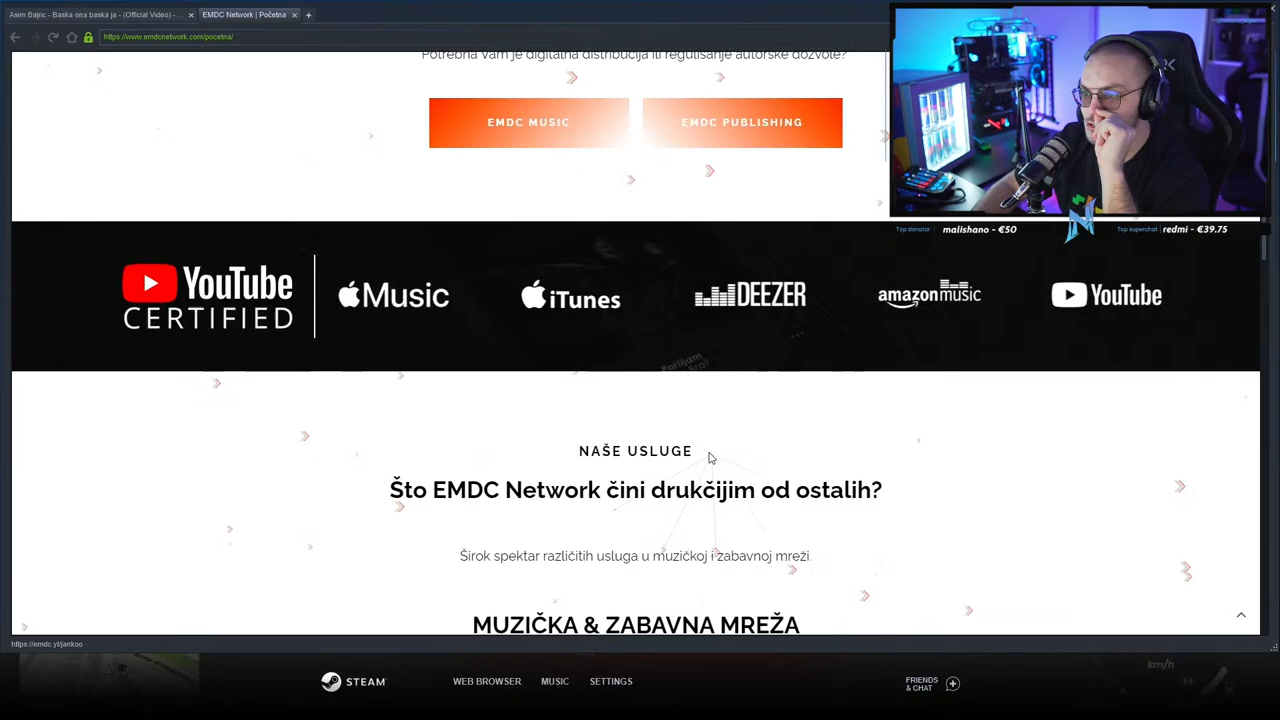 Asim Bajric - Baska ona baska ja - (Official Video) - ...
EMDC Network | Početna
https://www.emdcnetwork.com/pocetna/
Potrebna vam je digitalna distribucija ili regulisanje autorske dozvole?
EMDC MUSIC
EMDC PUBLISHING
Top donator
malishano - €50
Top superchat
redmi - €39.75
YouTube
CERTIFIED
Music
iTunes
DEEZER
amazon music
YouTube
NAŠE USLUGE
Što EMDC Network čini drukčijim od ostalih?
Širok spektar različitih usluga u muzičkoj i zabavnoj mreži.
MUZIČKA & ZABAVNA MREŽA
https://emdc.yt/jankoo
STEAM
WEB BROWSER
MUSIC
SETTINGS
FRIENDS
& CHAT
km/h